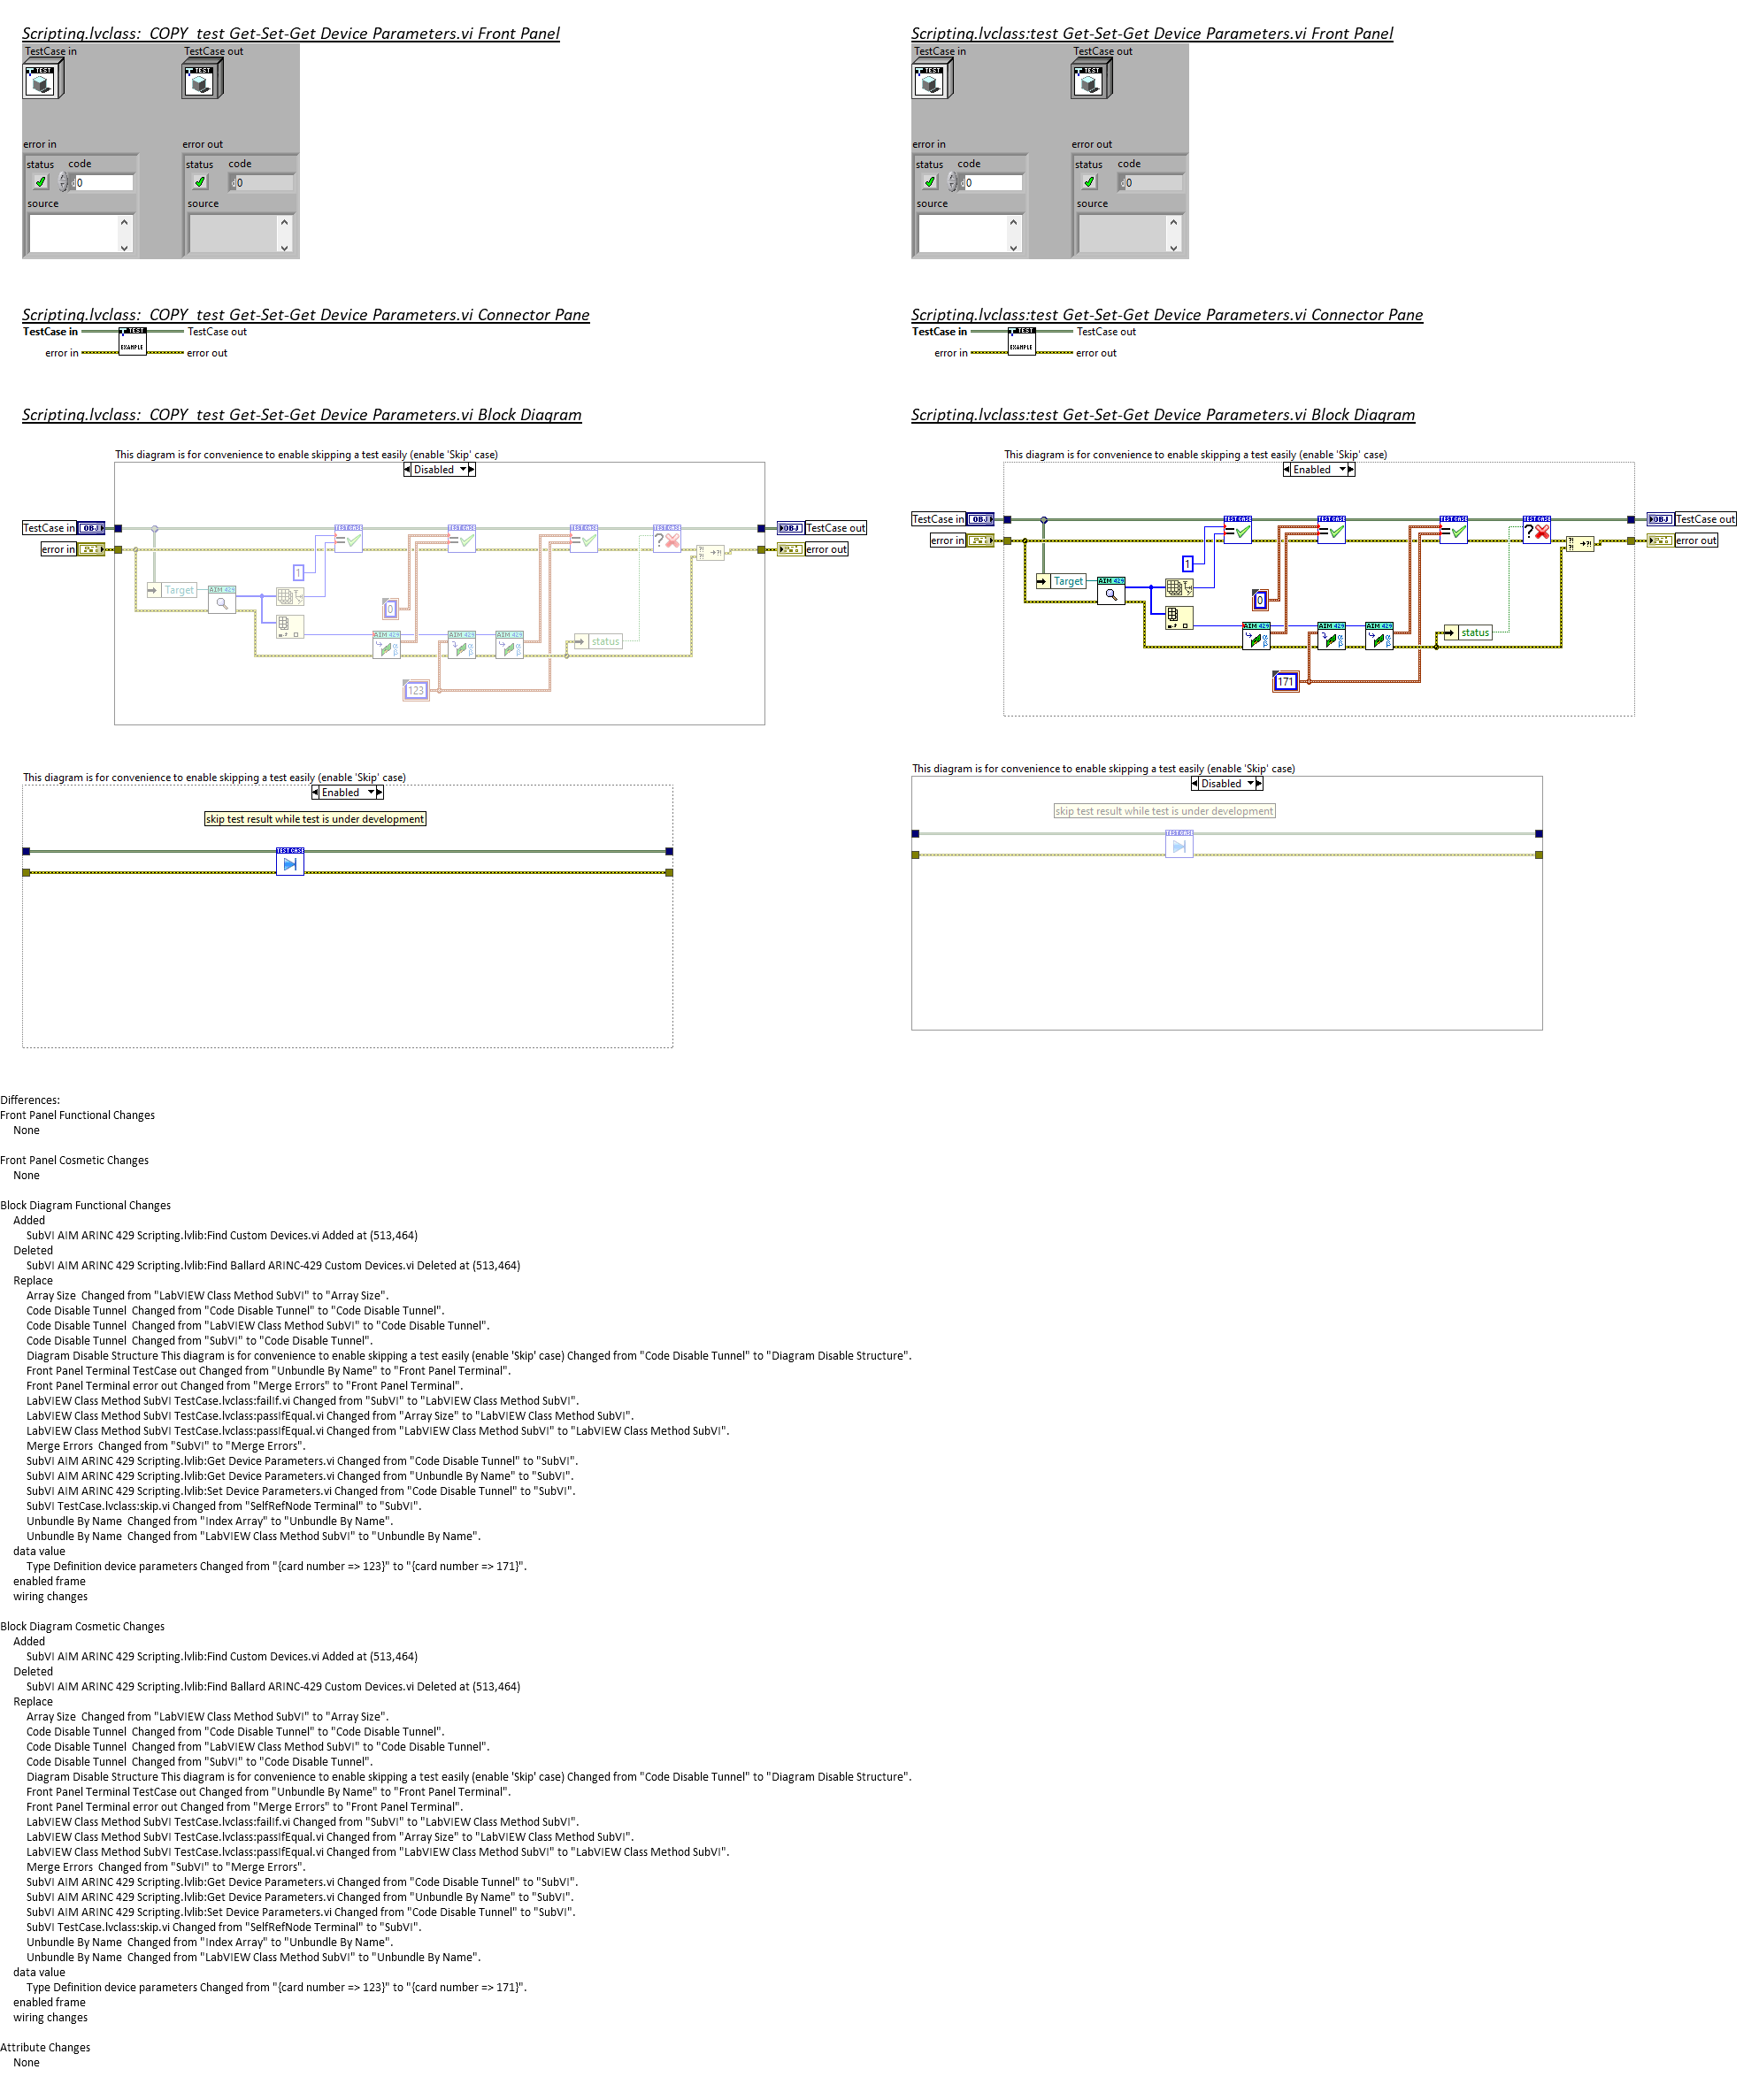 Scripting.lvclass:  COPY  test Get-Set-Get Device Parameters.vi Front Panel
TestCase in
TestCase out
TEST
TEST
error in
error out
status
code
status
code
0
0
source
source
Scripting.lvclass:test Get-Set-Get Device Parameters.vi Front Panel
TestCase in
TestCase out
TEST
TEST
error in
error out
status
code
status
code
0
0
source
source
Scripting.lvclass:  COPY  test Get-Set-Get Device Parameters.vi Connector Pane
TestCase in
TEST
TestCase out
error in
EXAMPLE
error out
Scripting.lvclass:test Get-Set-Get Device Parameters.vi Connector Pane
TestCase in
TEST
TestCase out
error in
EXAMPLE
error out
Scripting.lvclass:  COPY  test Get-Set-Get Device Parameters.vi Block Diagram
This diagram is for convenience to enable skipping a test easily (enable 'Skip' case)
Disabled
TestCase in
OBJ
OBJ
TestCase out
error in
error out
1
Target
AIM 429
0
AIM 429
AIM 429
AIM 429
status
123
This diagram is for convenience to enable skipping a test easily (enable 'Skip' case)
Enabled
skip test result while test is under development
TEST CASE
Scripting.lvclass:test Get-Set-Get Device Parameters.vi Block Diagram
This diagram is for convenience to enable skipping a test easily (enable 'Skip' case)
Enabled
TestCase in
OBJ
TEST CASE
TEST CASE
TEST CASE
TEST CASE
OBJ
TestCase out
error in
error out
1
Target
AIM 429
0
AIM 429
AIM 429
AIM 429
status
171
This diagram is for convenience to enable skipping a test easily (enable 'Skip' case)
Disabled
skip test result while test is under development
Differences:
Front Panel Functional Changes
None
Front Panel Cosmetic Changes
None
Block Diagram Functional Changes
Added
SubVI AIM ARINC 429 Scripting.lvlib:Find Custom Devices.vi Added at (513,464)
Deleted
SubVI AIM ARINC 429 Scripting.lvlib:Find Ballard ARINC-429 Custom Devices.vi Deleted at (513,464)
Replace
Array Size  Changed from "LabVIEW Class Method SubVI" to "Array Size".
Code Disable Tunnel  Changed from "Code Disable Tunnel" to "Code Disable Tunnel".
Code Disable Tunnel  Changed from "LabVIEW Class Method SubVI" to "Code Disable Tunnel".
Code Disable Tunnel  Changed from "SubVI" to "Code Disable Tunnel".
Diagram Disable Structure This diagram is for convenience to enable skipping a test easily (enable 'Skip' case) Changed from "Code Disable Tunnel" to "Diagram Disable Structure".
Front Panel Terminal TestCase out Changed from "Unbundle By Name" to "Front Panel Terminal".
Front Panel Terminal error out Changed from "Merge Errors" to "Front Panel Terminal".
LabVIEW Class Method SubVI TestCase.lvclass:failIf.vi Changed from "SubVI" to "LabVIEW Class Method SubVI".
LabVIEW Class Method SubVI TestCase.lvclass:passIfEqual.vi Changed from "Array Size" to "LabVIEW Class Method SubVI".
LabVIEW Class Method SubVI TestCase.lvclass:passIfEqual.vi Changed from "LabVIEW Class Method SubVI" to "LabVIEW Class Method SubVI".
Merge Errors  Changed from "SubVI" to "Merge Errors".
SubVI AIM ARINC 429 Scripting.lvlib:Get Device Parameters.vi Changed from "Code Disable Tunnel" to "SubVI".
SubVI AIM ARINC 429 Scripting.lvlib:Get Device Parameters.vi Changed from "Unbundle By Name" to "SubVI".
SubVI AIM ARINC 429 Scripting.lvlib:Set Device Parameters.vi Changed from "Code Disable Tunnel" to "SubVI".
SubVI TestCase.lvclass:skip.vi Changed from "SelfRefNode Terminal" to "SubVI".
Unbundle By Name  Changed from "Index Array" to "Unbundle By Name".
Unbundle By Name  Changed from "LabVIEW Class Method SubVI" to "Unbundle By Name".
data value
Type Definition device parameters Changed from "{card number => 123}" to "{card number => 171}".
enabled frame
wiring changes
Block Diagram Cosmetic Changes
Added
SubVI AIM ARINC 429 Scripting.lvlib:Find Custom Devices.vi Added at (513,464)
Deleted
SubVI AIM ARINC 429 Scripting.lvlib:Find Ballard ARINC-429 Custom Devices.vi Deleted at (513,464)
Replace
Array Size  Changed from "LabVIEW Class Method SubVI" to "Array Size".
Code Disable Tunnel  Changed from "Code Disable Tunnel" to "Code Disable Tunnel".
Code Disable Tunnel  Changed from "LabVIEW Class Method SubVI" to "Code Disable Tunnel".
Code Disable Tunnel  Changed from "SubVI" to "Code Disable Tunnel".
Diagram Disable Structure This diagram is for convenience to enable skipping a test easily (enable 'Skip' case) Changed from "Code Disable Tunnel" to "Diagram Disable Structure".
Front Panel Terminal TestCase out Changed from "Unbundle By Name" to "Front Panel Terminal".
Front Panel Terminal error out Changed from "Merge Errors" to "Front Panel Terminal".
LabVIEW Class Method SubVI TestCase.lvclass:failIf.vi Changed from "SubVI" to "LabVIEW Class Method SubVI".
LabVIEW Class Method SubVI TestCase.lvclass:passIfEqual.vi Changed from "Array Size" to "LabVIEW Class Method SubVI".
LabVIEW Class Method SubVI TestCase.lvclass:passIfEqual.vi Changed from "LabVIEW Class Method SubVI" to "LabVIEW Class Method SubVI".
Merge Errors  Changed from "SubVI" to "Merge Errors".
SubVI AIM ARINC 429 Scripting.lvlib:Get Device Parameters.vi Changed from "Code Disable Tunnel" to "SubVI".
SubVI AIM ARINC 429 Scripting.lvlib:Get Device Parameters.vi Changed from "Unbundle By Name" to "SubVI".
SubVI AIM ARINC 429 Scripting.lvlib:Set Device Parameters.vi Changed from "Code Disable Tunnel" to "SubVI".
SubVI TestCase.lvclass:skip.vi Changed from "SelfRefNode Terminal" to "SubVI".
Unbundle By Name  Changed from "Index Array" to "Unbundle By Name".
Unbundle By Name  Changed from "LabVIEW Class Method SubVI" to "Unbundle By Name".
data value
Type Definition device parameters Changed from "{card number => 123}" to "{card number => 171}".
enabled frame
wiring changes
Attribute Changes
None